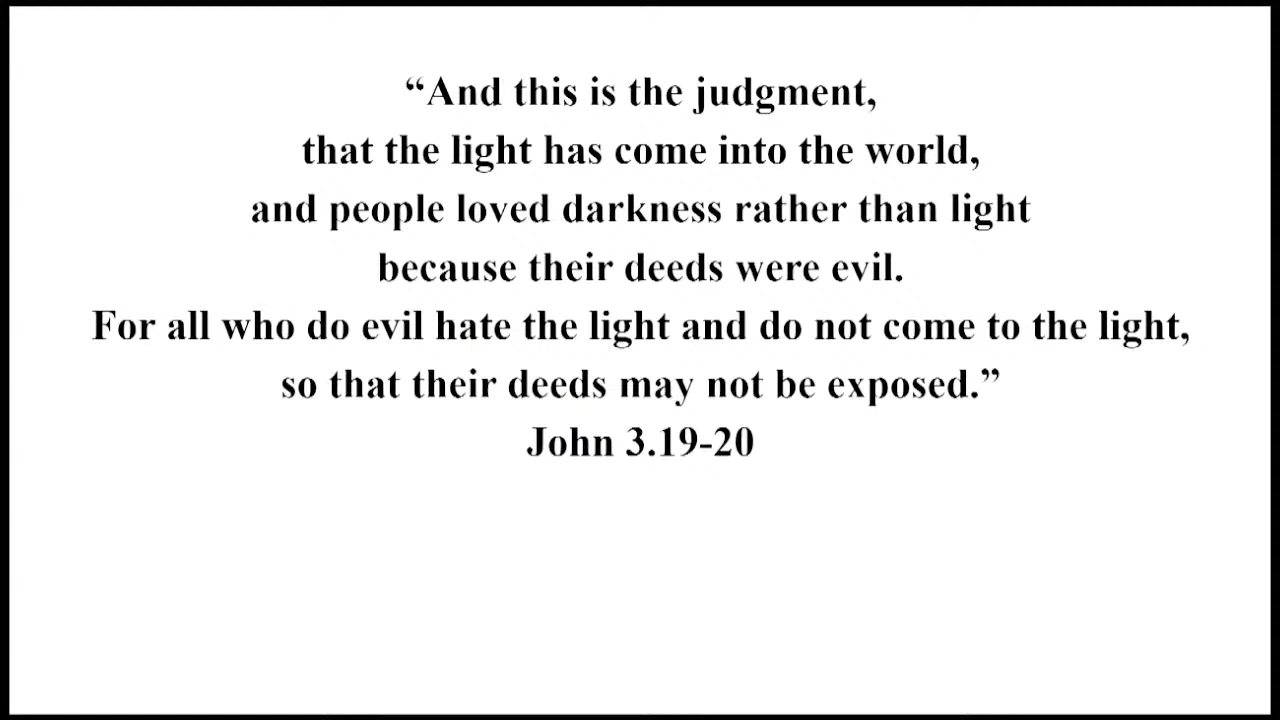 “And this is the judgment,
that the light has come into the world,
and people loved darkness rather than light
because their deeds were evil.
For all who do evil hate the light and do not come to the light,
so that their deeds may not be exposed.”
John 3.19-20